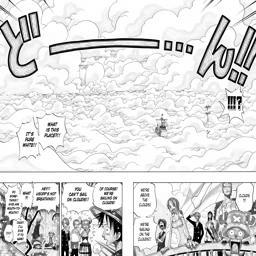 どー…ん!!
!!!?
WHAT IS
THIS
PLACE?!
IT'S
PURE
WHITE!!
CLOUDS
?!
WE'RE
ABOVE THE
CLOUDS!
WE'RE
SAILING
ON THE
CLOUDS!!
OF COURSE!
WE'RE
SAILING ON
CLOUDS!!
YOU
CAN'T SAIL
ON
CLOUDS!!
HEY!
USOPP'S NOT
BREATHING!!